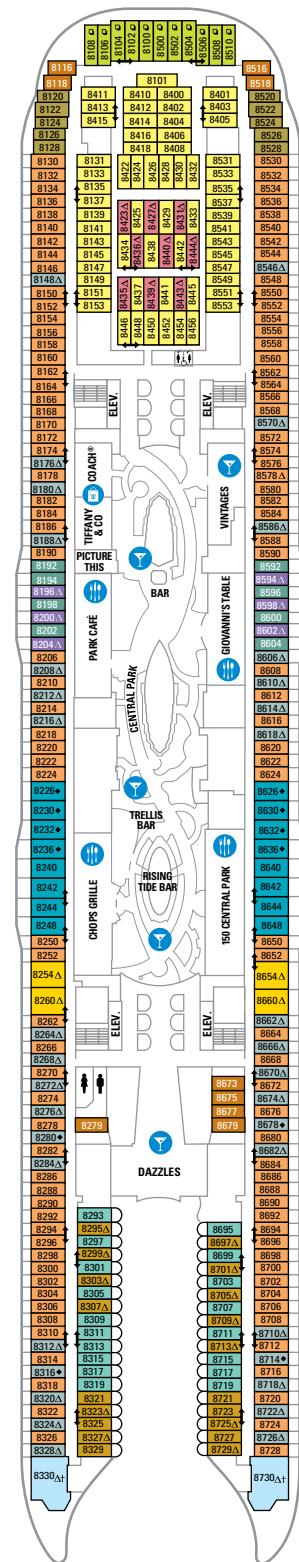 8108 8106 8104 8102 8100 8500 8502 8504 8506 8508 8510
8116 8516
8118 8101 8518
8120 8411 8410 8400 8401 8520
8122 8413 8412 8402 8403 8522
8124 8415 8414 8404 8405 8524
8126 8416 8406 8526
8128 8418 8408 8528
8130 8131 8422 8424 8426 8428 8430 8432 8531 8530
8132 8133 8533 8532
8134 8135 8535 8534
8136 8137 8423△ 8425 8427△ 8429 8431△ 8433 8537 8536
8138 8139 8539 8538
8140 8141 8541 8540
8142 8143 8434 8436△ 8438 8440△ 8442 8444△ 8543 8542
8144 8145 8545 8544
8146 8147 8547 8546△
8148△ 8149 8435△ 8437 8439△ 8441 8443△ 8445 8549 8548
8150 8151 8551 8550
8152 8153 8553 8552
8154 8446 8448 8450 8452 8454 8456 8554
8156 8556
8158 8558
8160 8560
8162 8562
8164 8564
8166 8566
8168 ELEV. ELEV. 8568
8170 8570△
8172 8572
8174 8574
8176△ COACH® 8576
8178 TIFFANY & CO VINTAGES 8578△
8180△ 8580
8182 8582
8184 8584
8186 8586△
8188△ 8588
8190 PICTURE THIS 8590
8192 8592
8194 BAR 8594△
8196△ PARK CAFÉ GIOVANNI'S TABLE 8596
8198 8598△
8200△ 8600
8202 8602△
8204△ 8604
8206 8606△
8208△ 8608
8210 8610△
8212△ CENTRAL PARK 8612
8214 8614△
8216△ 8616
8218 8618△
8220 8620
8222 8622
8224 8624
8226◆ 8626◆
8230◆ TRELLIS BAR 8630◆
8232◆ 8632◆
8236◆ 8636◆
8240 CHOPS GRILLE RISING TIDE BAR 150 CENTRAL PARK 8640
8242 8642
8244 8644
8248 8648
8250 8650
8252 8652
8254△ 8654△
8260△ 8660△
8262 ELEV. ELEV. 8662△
8264△ 8664
8266 8666△
8268△ 8668
8270 8670△
8272△ 8673 8672
8274 8675 8674△
8276△ 8677 8676
8278 8279 8679 8678◆
8280◆ DAZZLES 8680
8282 8682△
8284△ 8684
8286 8686
8288 8688
8290 8690
8292 8293 8692
8294 8295△ 8695 8694
8296 8297 8697△ 8696
8298 8299△ 8699 8698
8300 8301 8701△ 8700
8302 8303△ 8703 8702
8304 8305 8705△ 8704
8306 8307△ 8707 8706
8308 8309 8709△ 8708
8310 8311 8711 8710△
8312△ 8313 8713△ 8712
8314 8315 8715 8714◆
8316◆ 8317 8717 8716
8318 8319 8719 8718△
8320△ 8321 8721 8720
8322 8323△ 8723 8722△
8324△ 8325 8725△ 8724
8326 8327△ 8727 8726△
8328△ 8329 8729△ 8728
8330△† 8730△†